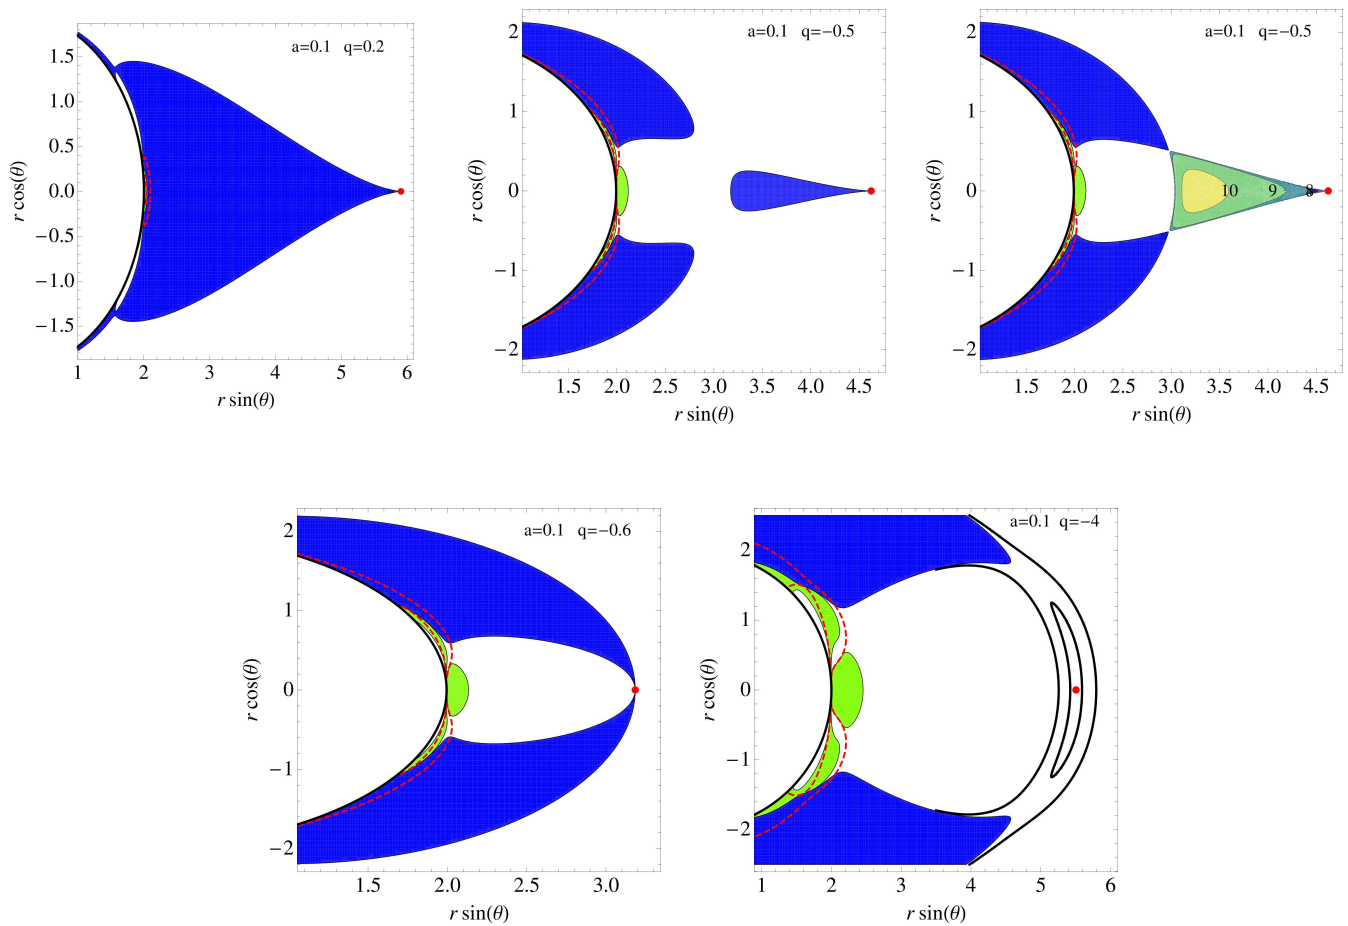 a=0.1 q=0.2
1.5
1.0
0.5
0.0
−0.5
−1.0
−1.5
r cos(θ)
1 2 3 4 5 6
r sin(θ)
a=0.1 q=−0.5
2
1
0
−1
−2
r cos(θ)
1.5 2.0 2.5 3.0 3.5 4.0 4.5
r sin(θ)
a=0.1 q=−0.5
2
1
0
−1
−2
r cos(θ)
10 9 8
1.5 2.0 2.5 3.0 3.5 4.0 4.5
r sin(θ)
a=0.1 q=−0.6
2
1
0
−1
−2
r cos(θ)
1.5 2.0 2.5 3.0
r sin(θ)
a=0.1 q=−4
2
1
0
−1
−2
r cos(θ)
1 2 3 4 5 6
r sin(θ)